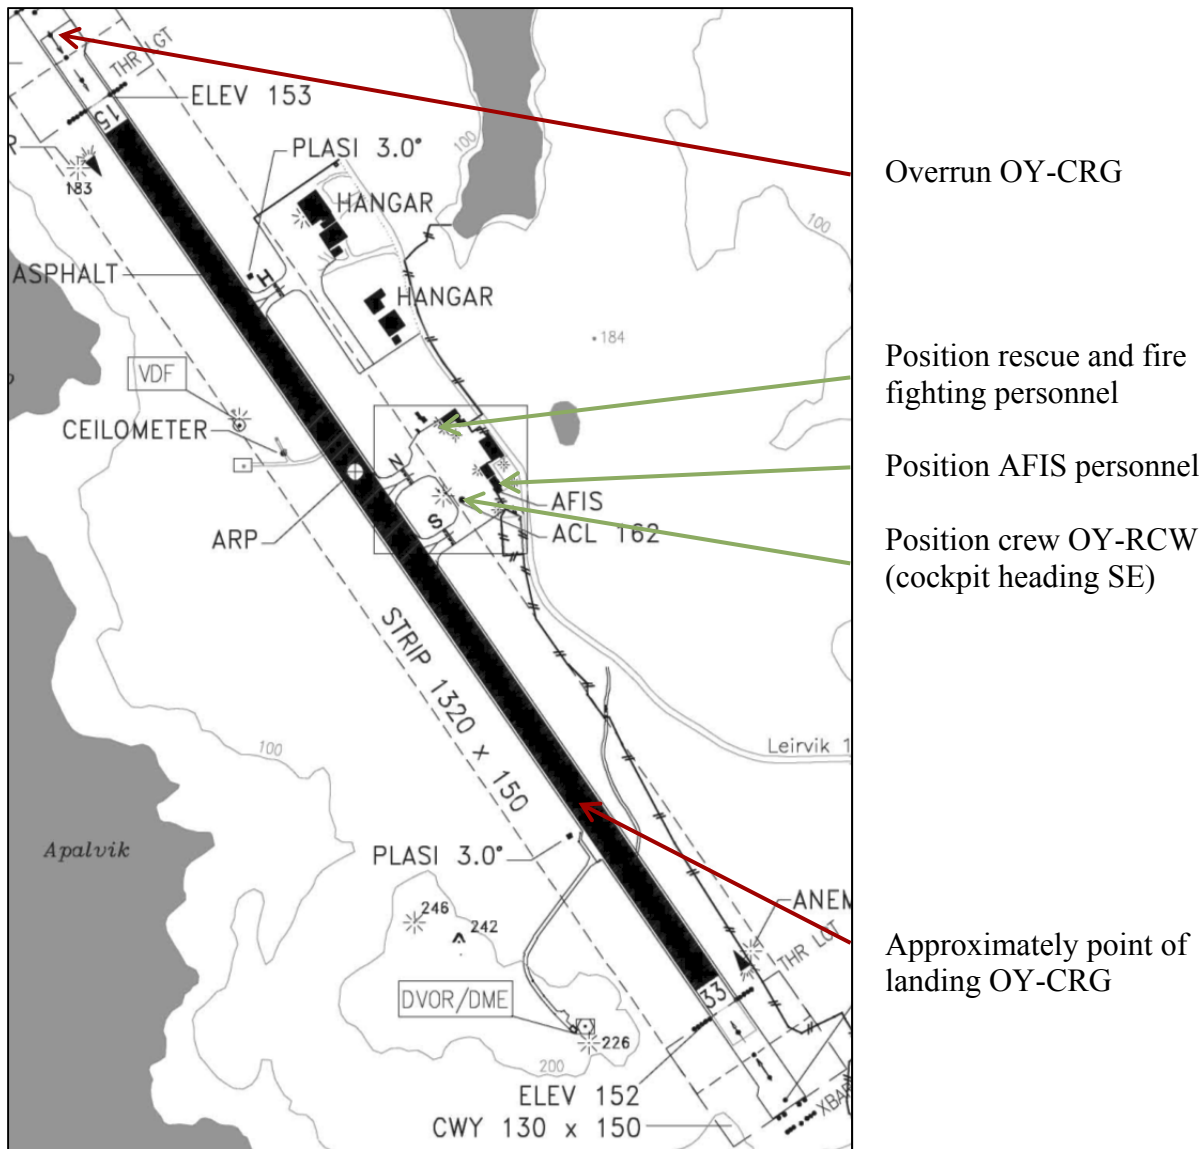 THR LGT
ELEV 153
15
R
183
PLASI 3.0°
HANGAR
100
100
Overrun OY-CRG
ASPHALT
H
HANGAR
184
Position rescue and fire
fighting personnel
VDF
CEILOMETER
N
Position AFIS personnel
ARP
S
AFIS
ACL 162
Position crew OY-RCW
(cockpit heading SE)
STRIP 1320 x 150
100
Leirvik 1
Apalvik
PLASI 3.0°
246
242
ANEM
THR LGT
Approximately point of
landing OY-CRG
DVOR/DME
33
226
200
ELEV 152
CWY 130 x 150
XBAR